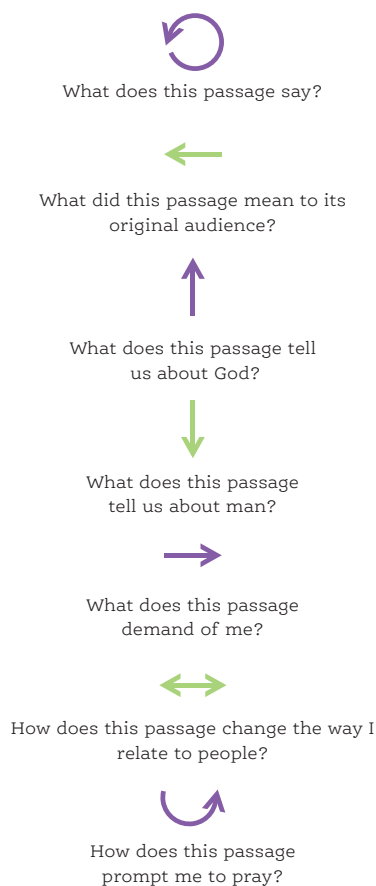 What does this passage say?
What did this passage mean to its
original audience?
What does this passage tell
us about God?
What does this passage
tell us about man?
What does this passage
demand of me?
How does this passage change the way I
relate to people?
How does this passage
prompt me to pray?